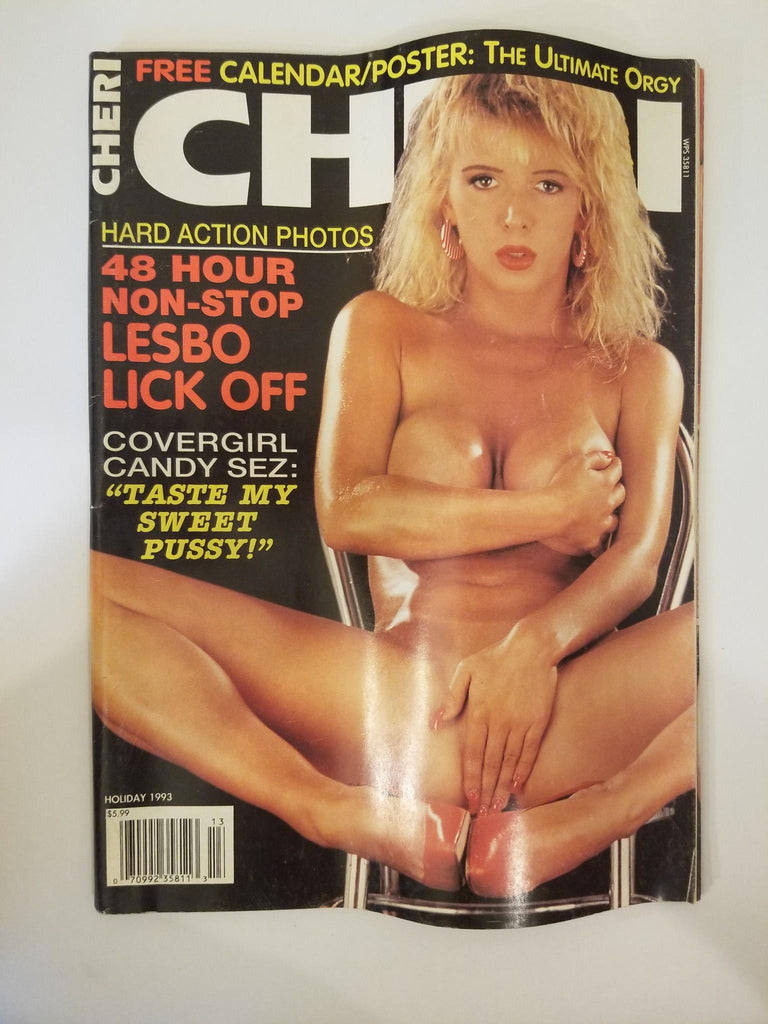 CHERI
FREE CALENDAR/POSTER: THE ULTIMATE ORGY
CHERI
WPS 35811
HARD ACTION PHOTOS
48 HOUR
NON-STOP
LESBO
LICK OFF
COVERGIRL
CANDY SEZ:
“TASTE MY
SWEET
PUSSY!”
HOLIDAY 1993
$5.99
13
0 70992 35811 3